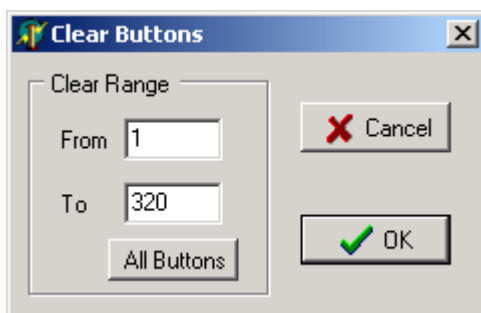 Clear Buttons
Clear Range
From 1
To 320
All Buttons
Cancel
OK